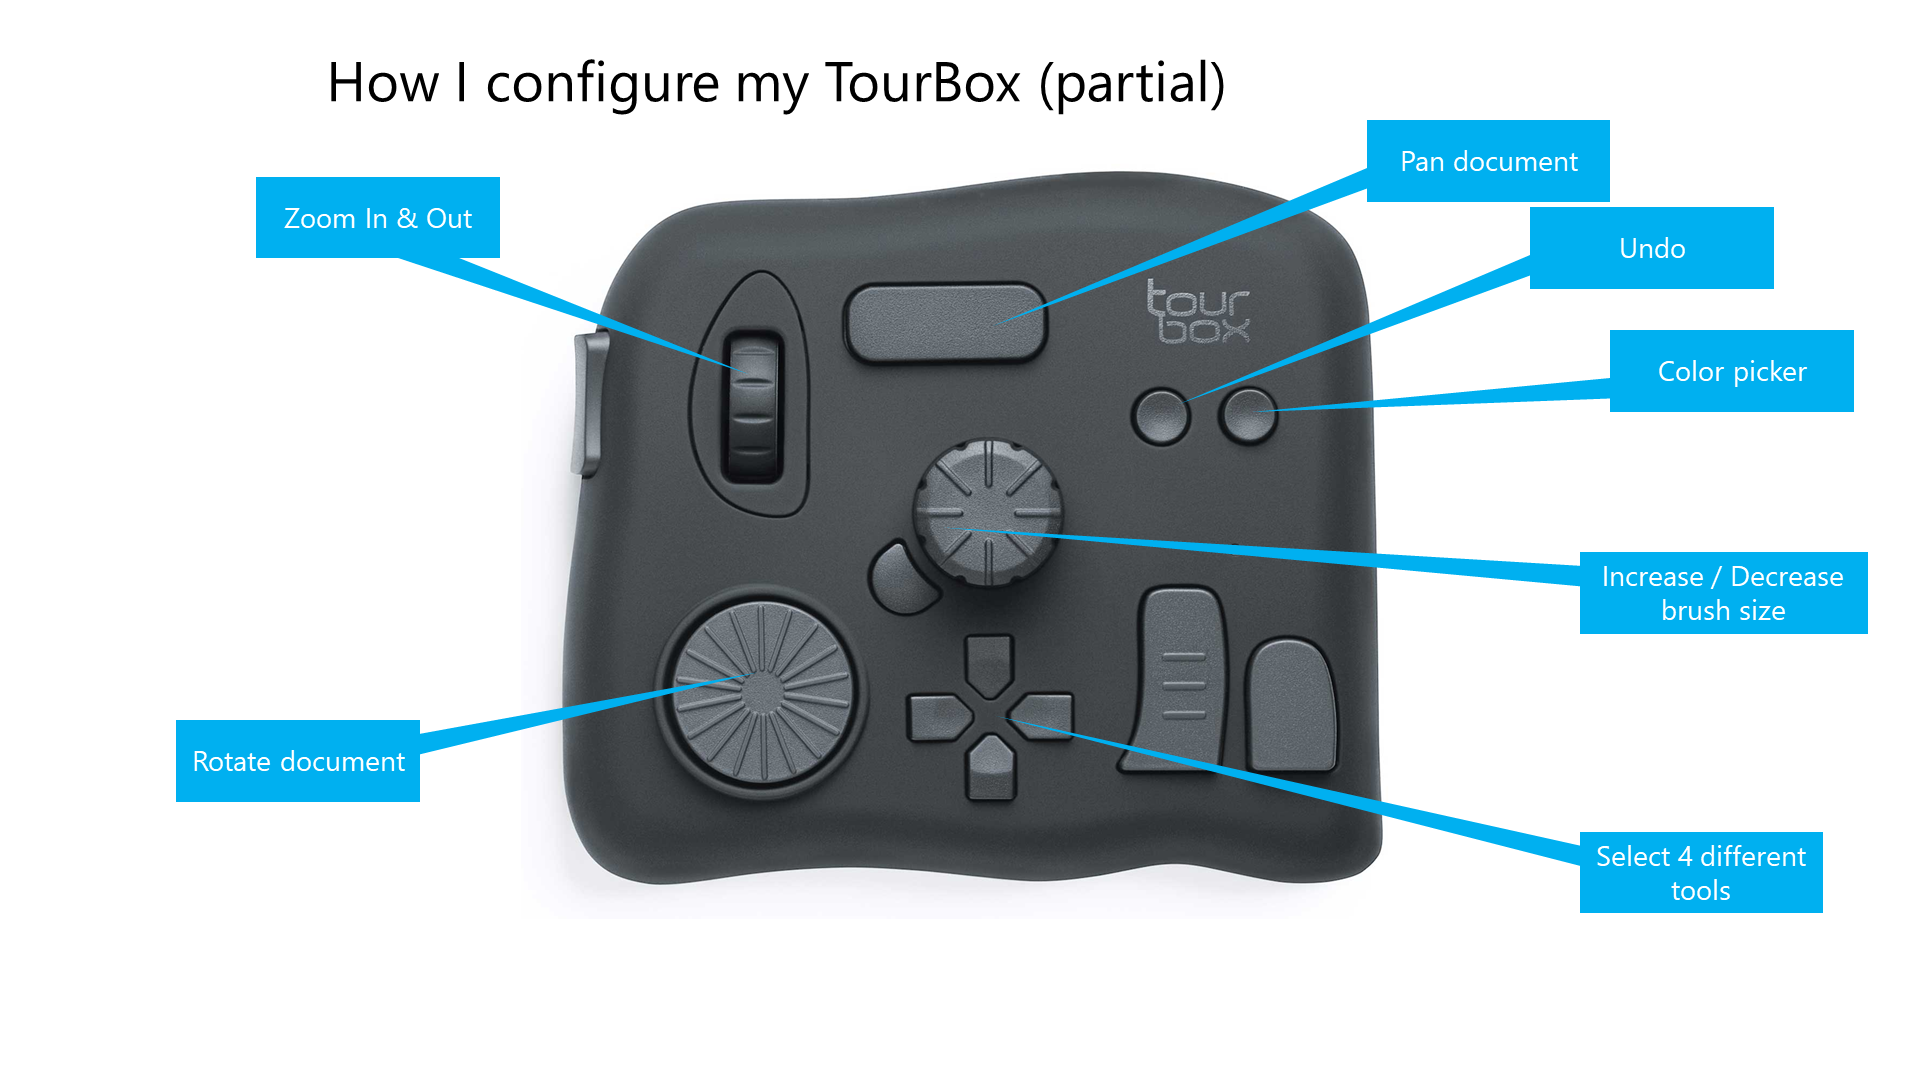 How I configure my TourBox (partial)
Pan document
Zoom In & Out
Undo
tour
box
Color picker
Increase / Decrease
brush size
Rotate document
Select 4 different
tools